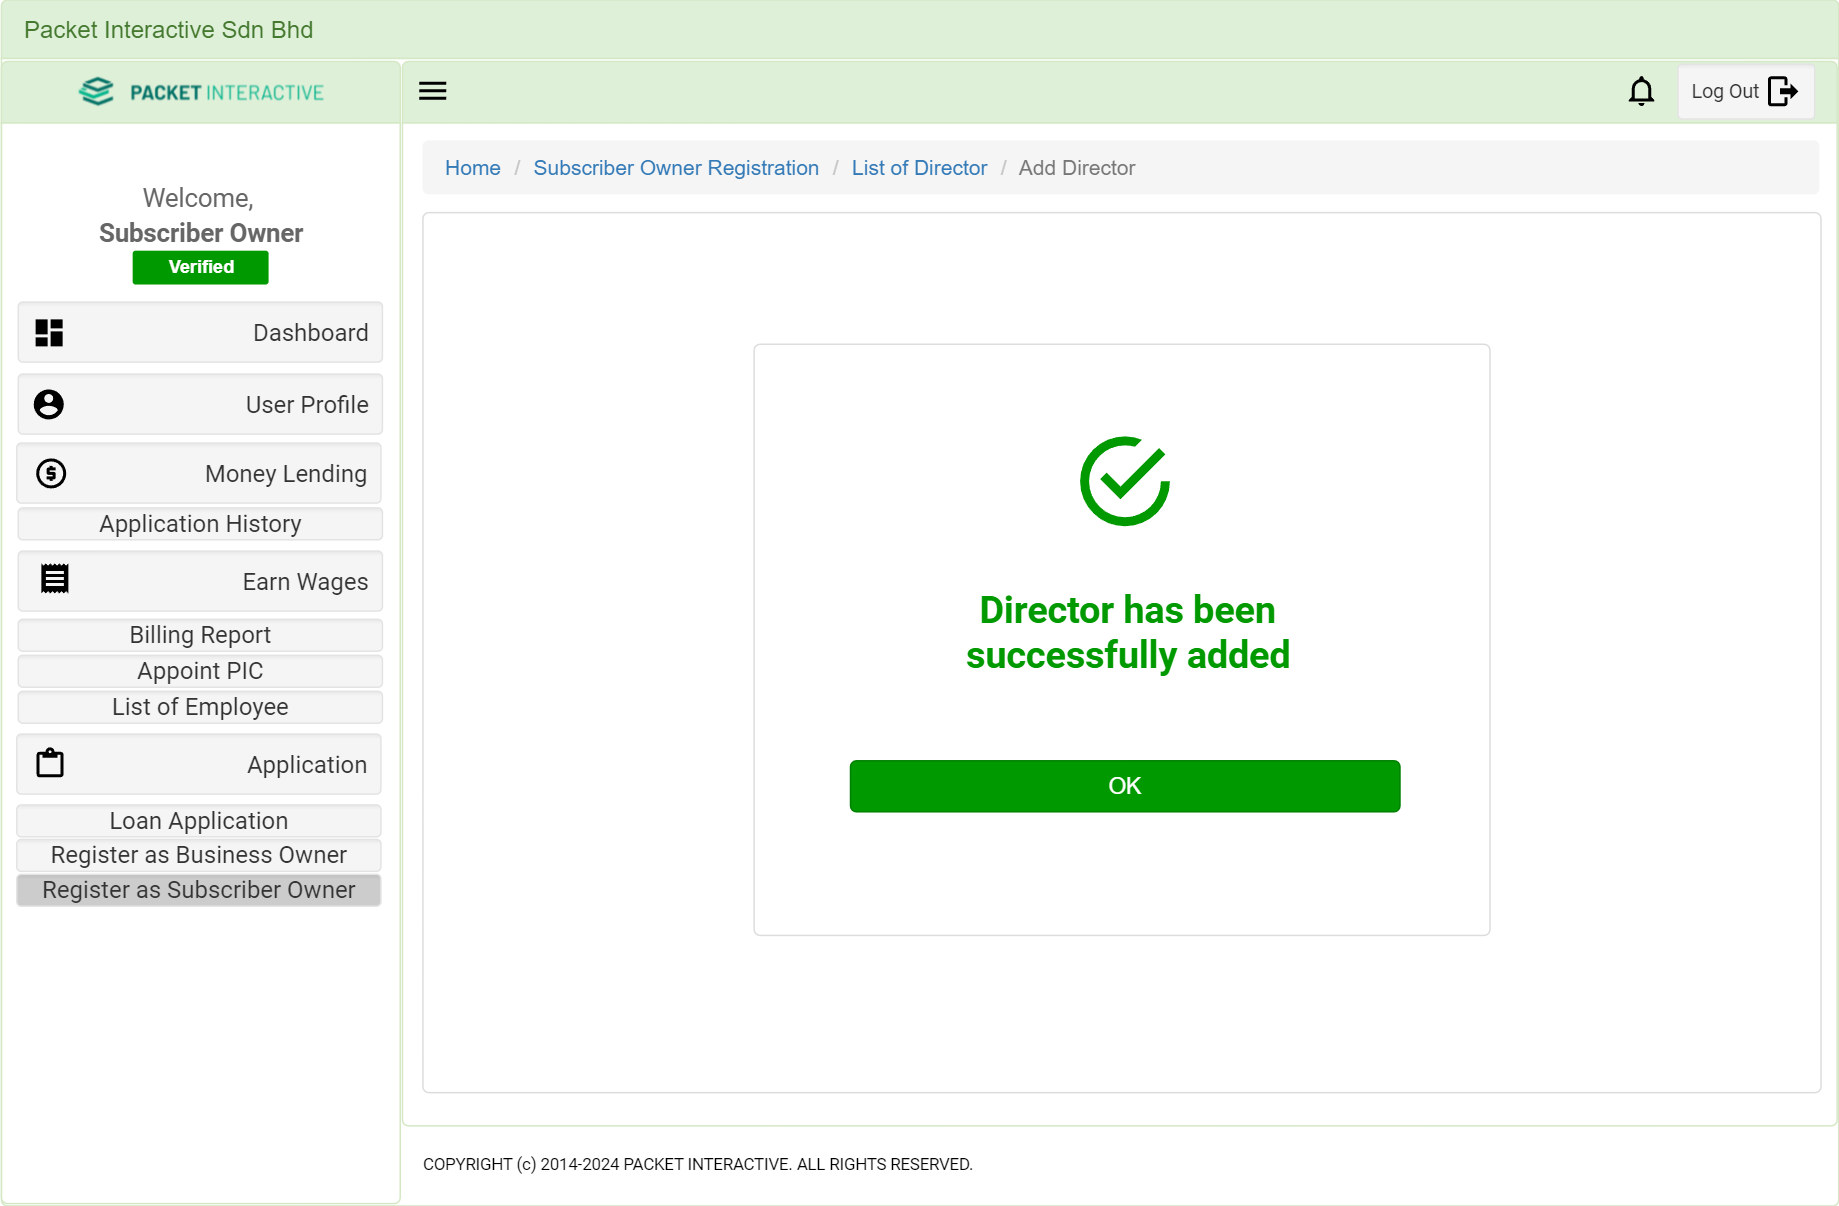 Packet Interactive Sdn Bhd
PACKET INTERACTIVE
Log Out
Welcome,
Subscriber Owner
Verified
Dashboard
User Profile
Money Lending
Application History
Earn Wages
Billing Report
Appoint PIC
List of Employee
Application
Loan Application
Register as Business Owner
Register as Subscriber Owner
Home / Subscriber Owner Registration / List of Director / Add Director
Director has been
successfully added
OK
COPYRIGHT (c) 2014-2024 PACKET INTERACTIVE. ALL RIGHTS RESERVED.